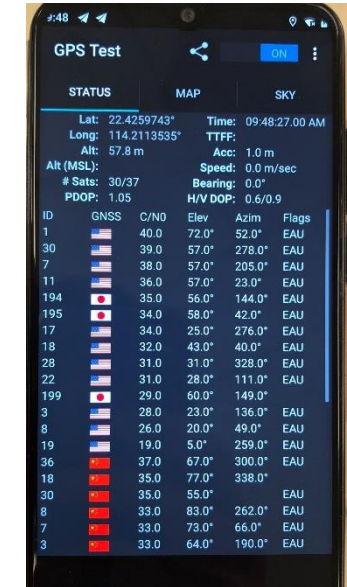 9:48
GPS Test ON
STATUS MAP SKY
Lat: 22.4259743° Time: 09:48:27.00 AM
Long: 114.2113535° TTFF:
Alt: 57.8 m Acc: 1.0 m
Alt (MSL): Speed: 0.0 m/sec
# Sats: 30/37 Bearing: 0.0°
PDOP: 1.05 H/V DOP: 0.6/0.9
ID GNSS C/N0 Elev Azim Flags
1 40.0 72.0° 52.0° EAU
30 39.0 57.0° 278.0° EAU
7 38.0 57.0° 205.0° EAU
11 36.0 57.0° 23.0° EAU
194 35.0 56.0° 144.0° EAU
195 34.0 58.0° 42.0° EAU
17 34.0 25.0° 276.0° EAU
18 32.0 43.0° 40.0° EAU
28 31.0 31.0° 328.0° EAU
22 31.0 28.0° 111.0° EAU
199 29.0 60.0° 149.0°
3 28.0 23.0° 136.0° EAU
8 26.0 20.0° 49.0° EAU
19 19.0 5.0° 259.0° EAU
36 37.0 67.0° 300.0° EAU
18 35.0 77.0° 338.0°
30 35.0 55.0° EAU
8 33.0 83.0° 262.0° EAU
7 33.0 73.0° 66.0° EAU
3 33.0 64.0° 190.0° EAU